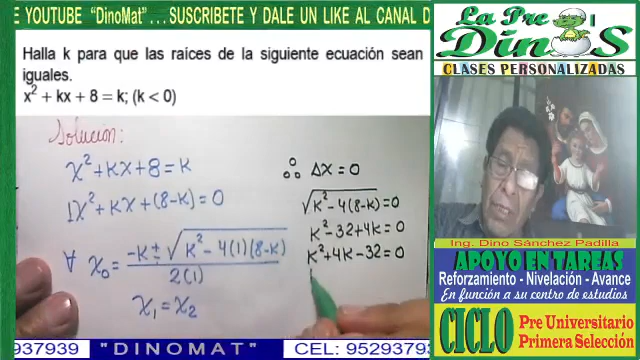 E YOUTUBE "DinoMat"... SUSCRIBETE Y DALE UN LIKE AL CANAL D
Halla k para que las raíces de la siguiente ecuación sean
iguales.
x² + kx + 8 = k; (k < 0)
Solución:
x² + kx + 8 = k
1x² + kx + (8-k) = 0
∀ x₀ = (-k ± √(k² - 4(1)(8-k))) / 2(1)
x₁ = x₂
∴ Δx = 0
√(k² - 4(8-k)) = 0
k² - 32 + 4k = 0
k² + 4k - 32 = 0
937939 "DINOMAT" CEL: 95293793
La Pre
DinoS
CLASES PERSONALIZADAS
Ing. Dino Sánchez Padilla
APOYO EN TAREAS
Reforzamiento - Nivelación - Avance
En función a su centro de estudios
CICLO Pre Universitario
Primera Selección